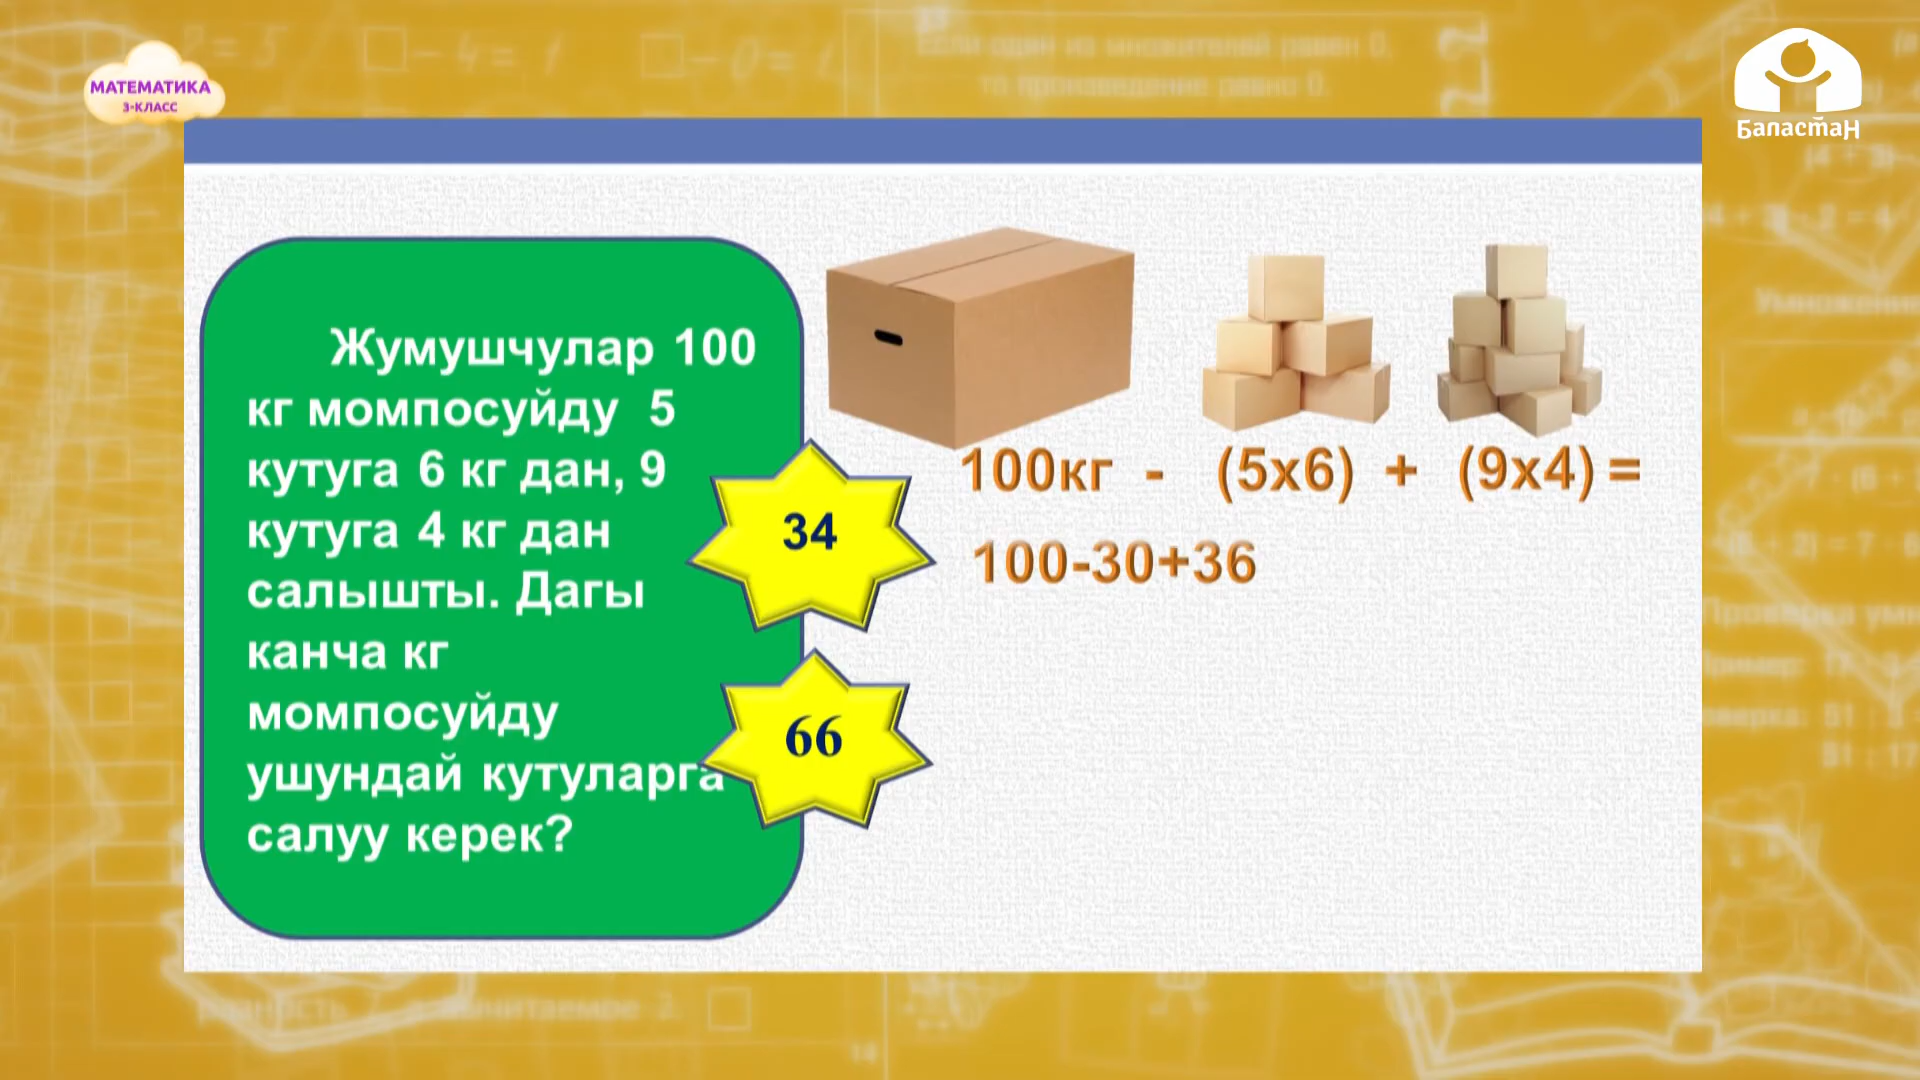 МАТЕМАТИКА
3-КЛАСС
Баластан
Жумушчулар 100
кг момпосуйду 5
кутуга 6 кг дан, 9
кутуга 4 кг дан
салышты. Дагы
канча кг
момпосуйду
ушундай кутуларга
салуу керек?
34
66
100кг - (5х6) + (9х4) =
100-30+36